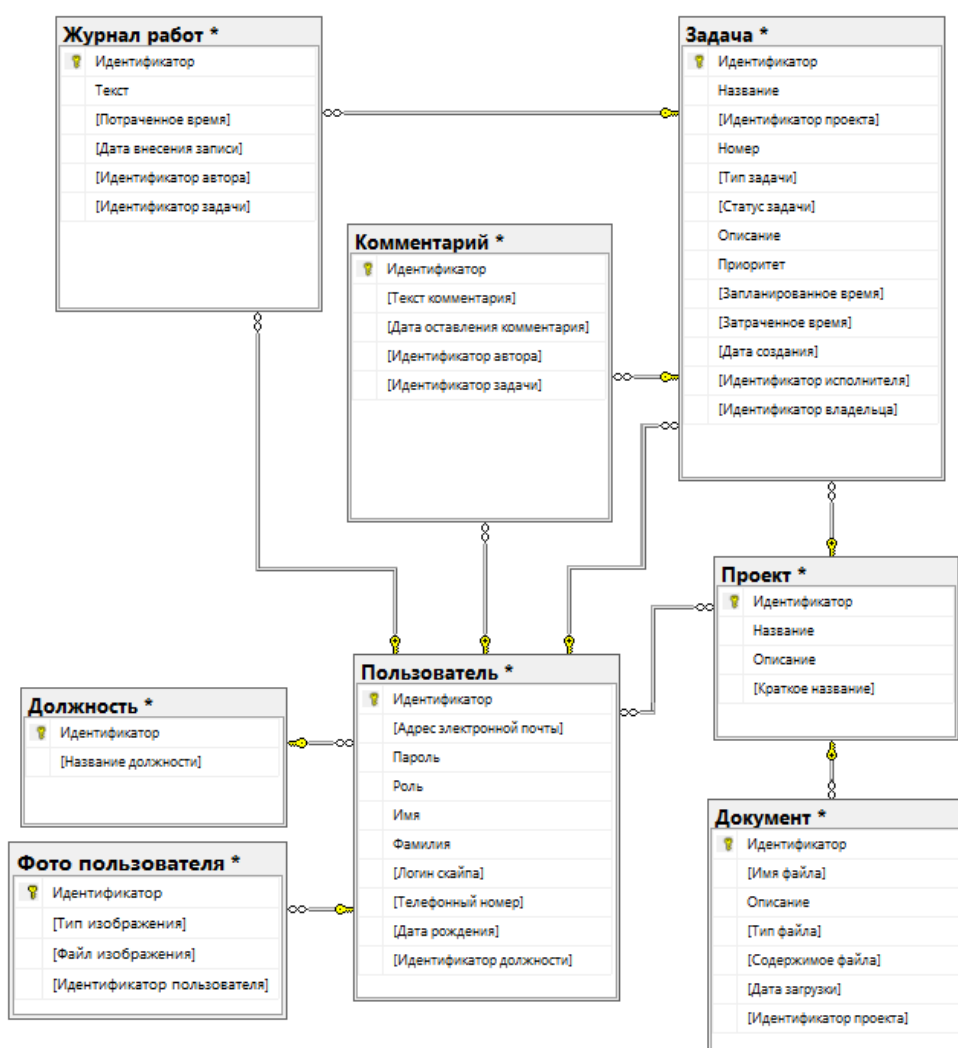 Журнал работ *
Идентификатор
Текст
[Потраченное время]
[Дата внесения записи]
[Идентификатор автора]
[Идентификатор задачи]
Задача *
Идентификатор
Название
[Идентификатор проекта]
Номер
[Тип задачи]
[Статус задачи]
Описание
Приоритет
[Запланированное время]
[Затраченное время]
[Дата создания]
[Идентификатор исполнителя]
[Идентификатор владельца]
Комментарий *
Идентификатор
[Текст комментария]
[Дата оставления комментария]
[Идентификатор автора]
[Идентификатор задачи]
Проект *
Идентификатор
Название
Описание
[Краткое название]
Пользователь *
Идентификатор
[Адрес электронной почты]
Пароль
Роль
Имя
Фамилия
[Логин скайпа]
[Телефонный номер]
[Дата рождения]
[Идентификатор должности]
Должность *
Идентификатор
[Название должности]
Фото пользователя *
Идентификатор
[Тип изображения]
[Файл изображения]
[Идентификатор пользователя]
Документ *
Идентификатор
[Имя файла]
Описание
[Тип файла]
[Содержимое файла]
[Дата загрузки]
[Идентификатор проекта]